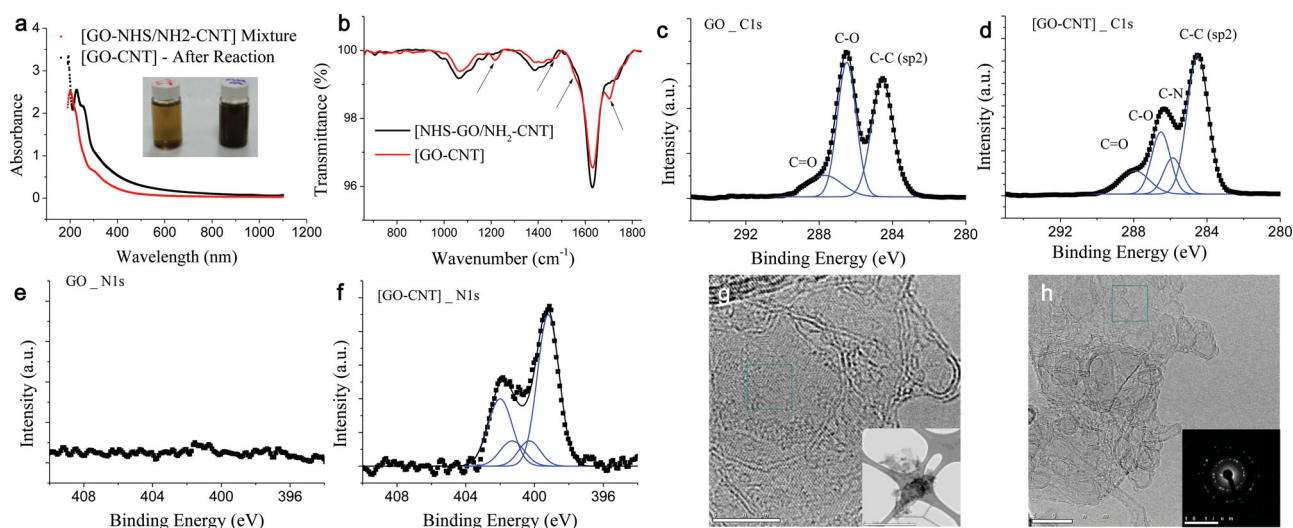 a
[GO-NHS/NH2-CNT] Mixture
[GO-CNT] - After Reaction
4
3
2
1
0
200 400 600 800 1000 1200
Absorbance
Wavelength (nm)
b
100
99
98
96
800 1000 1200 1400 1600 1800
Transmittance (%)
[NHS-GO/NH2-CNT]
[GO-CNT]
Wavenumber (cm-1)
c
GO _ C1s
C-O
C-C (sp2)
C=O
Intensity (a.u.)
292 288 284 280
Binding Energy (eV)
d
[GO-CNT] _ C1s
C-C (sp2)
C-N
C-O
C=O
Intensity (a.u.)
292 288 284 280
Binding Energy (eV)
e
GO _ N1s
Intensity (a.u.)
408 404 400 396
Binding Energy (eV)
f
[GO-CNT] _ N1s
Intensity (a.u.)
408 404 400 396
Binding Energy (eV)
g
h
10 1/nm